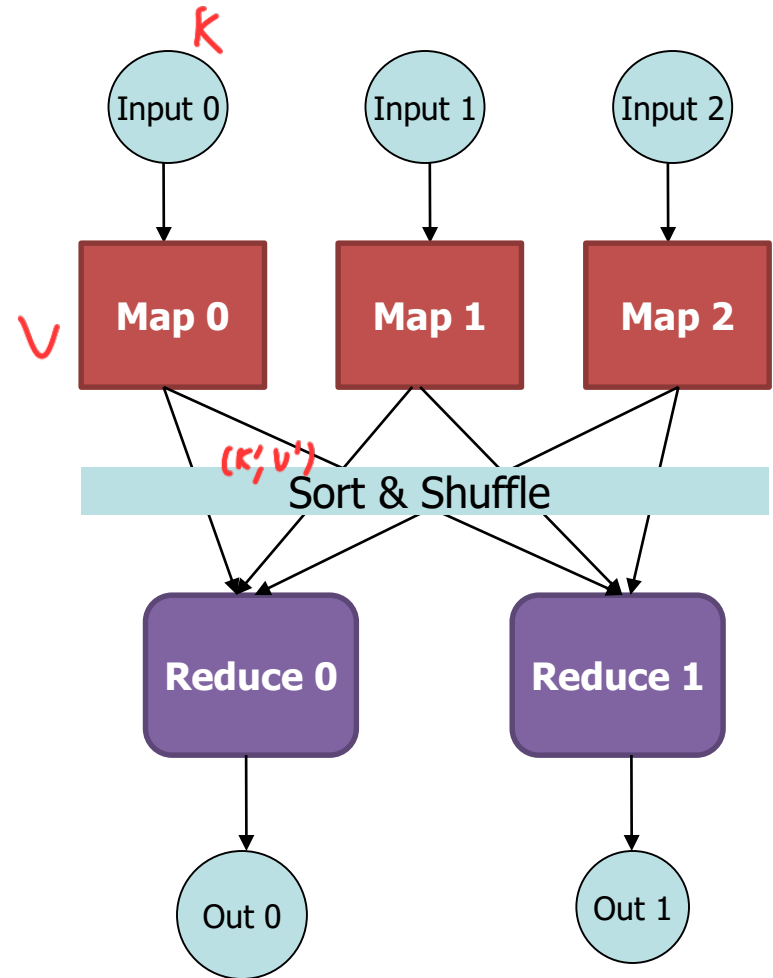 K
Input 0
Input 1
Input 2
Map 0
Map 1
Map 2
V
(K', V')
Sort & Shuffle
Reduce 0
Reduce 1
Out 0
Out 1